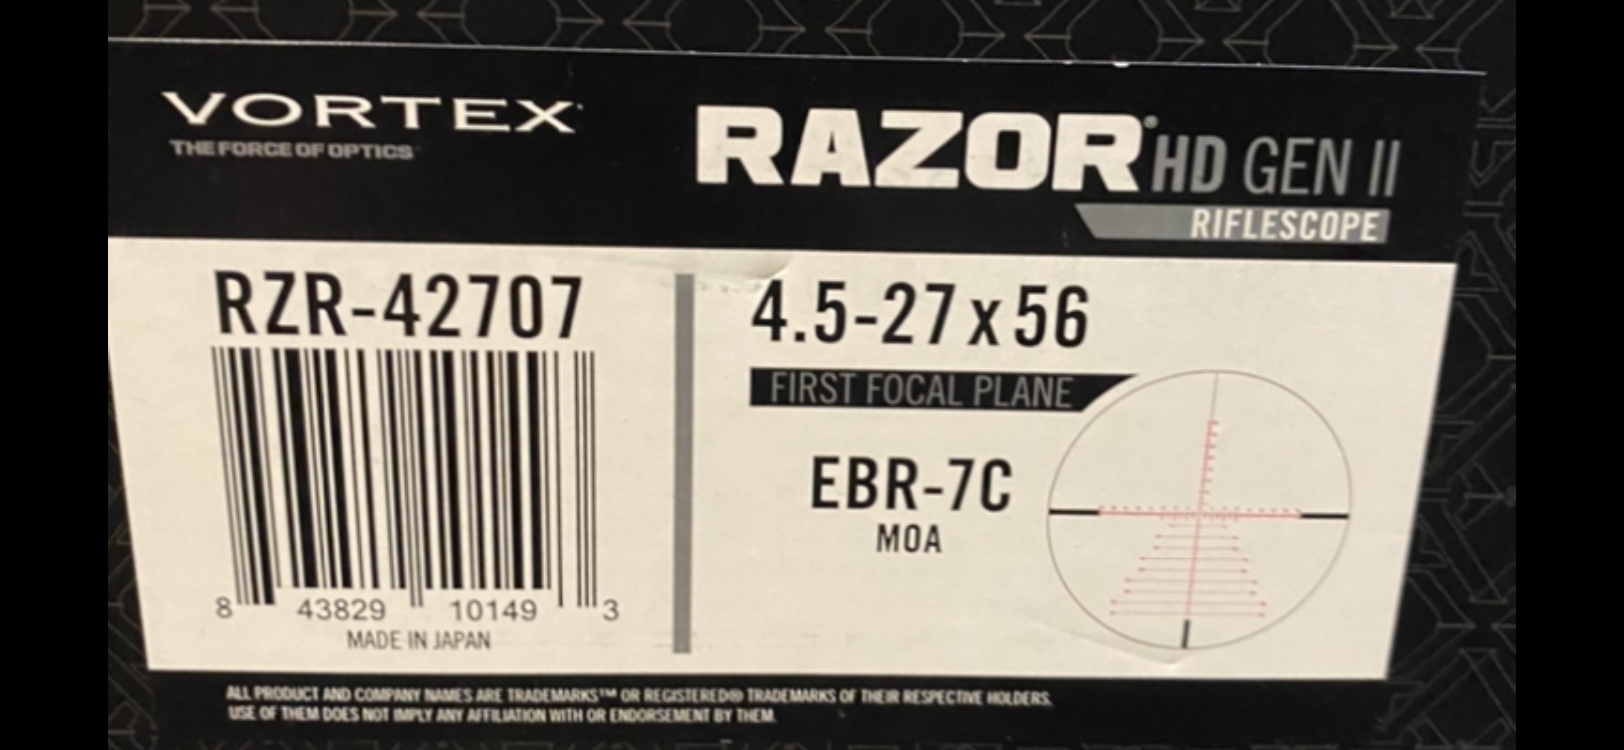 VORTEX
THE FORCE OF OPTICS
RAZOR® HD GEN II
RIFLESCOPE
RZR-42707
8 43829 10149 3
MADE IN JAPAN
4.5-27 x 56
FIRST FOCAL PLANE
EBR-7C
MOA
ALL PRODUCT AND COMPANY NAMES ARE TRADEMARKS™ OR REGISTERED® TRADEMARKS OF THEIR RESPECTIVE HOLDERS.
USE OF THEM DOES NOT IMPLY ANY AFFILIATION WITH OR ENDORSEMENT BY THEM.